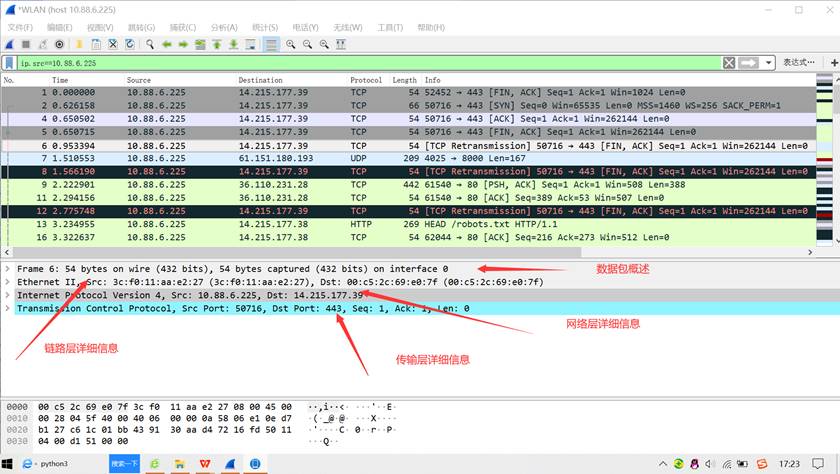 *WLAN (host 10.88.6.225)
文件(F) 编辑(E) 视图(V) 跳转(G) 捕获(C) 分析(A) 统计(S) 电话(Y) 无线(W) 工具(T) 帮助(H)
ip.src==10.88.6.225 表达式… +
No. Time Source Destination Protocol Length Info
1 0.000000 10.88.6.225 14.215.177.39 TCP 54 52452 → 443 [FIN, ACK] Seq=1 Ack=1 Win=1024 Len=0
2 0.626158 10.88.6.225 14.215.177.39 TCP 66 50716 → 443 [SYN] Seq=0 Win=65535 Len=0 MSS=1460 WS=256 SACK_PERM=1
4 0.650502 10.88.6.225 14.215.177.39 TCP 54 50716 → 443 [ACK] Seq=1 Ack=1 Win=262144 Len=0
5 0.650715 10.88.6.225 14.215.177.39 TCP 54 50716 → 443 [FIN, ACK] Seq=1 Ack=1 Win=262144 Len=0
6 0.953394 10.88.6.225 14.215.177.39 TCP 54 [TCP Retransmission] 50716 → 443 [FIN, ACK] Seq=1 Ack=1 Win=262144 Len=0
7 1.510553 10.88.6.225 61.151.180.193 UDP 209 4025 → 8000 Len=167
8 1.566190 10.88.6.225 14.215.177.39 TCP 54 [TCP Retransmission] 50716 → 443 [FIN, ACK] Seq=1 Ack=1 Win=262144 Len=0
9 2.222901 10.88.6.225 36.110.231.28 TCP 442 61540 → 80 [PSH, ACK] Seq=1 Ack=1 Win=508 Len=388
11 2.294156 10.88.6.225 36.110.231.28 TCP 54 61540 → 80 [ACK] Seq=389 Ack=53 Win=507 Len=0
12 2.775748 10.88.6.225 14.215.177.39 TCP 54 [TCP Retransmission] 50716 → 443 [FIN, ACK] Seq=1 Ack=1 Win=262144 Len=0
13 3.234955 10.88.6.225 14.215.177.38 HTTP 269 HEAD /robots.txt HTTP/1.1
16 3.322637 10.88.6.225 14.215.177.38 TCP 54 62044 → 80 [ACK] Seq=216 Ack=273 Win=512 Len=0
Frame 6: 54 bytes on wire (432 bits), 54 bytes captured (432 bits) on interface 0
数据包概述
Ethernet II, Src: 3c:f0:11:aa:e2:27 (3c:f0:11:aa:e2:27), Dst: 00:c5:2c:69:e0:7f (00:c5:2c:69:e0:7f)
Internet Protocol Version 4, Src: 10.88.6.225, Dst: 14.215.177.39
Transmission Control Protocol, Src Port: 50716, Dst Port: 443, Seq: 1, Ack: 1, Len: 0
网络层详细信息
链路层详细信息
传输层详细信息
0000 00 c5 2c 69 e0 7f 3c f0 11 aa e2 27 08 00 45 00 ··,i··<· ···'··E·
0010 00 28 04 5f 40 00 40 06 00 00 0a 58 06 e1 0e d7 ·(·_@·@· ···X····
0020 b1 27 c6 1c 01 bb 43 91 30 aa d4 72 16 fd 50 11 ·'····C· 0··r··P·
0030 04 00 d1 51 00 00 ···Q··
python3 搜索一下 17:23